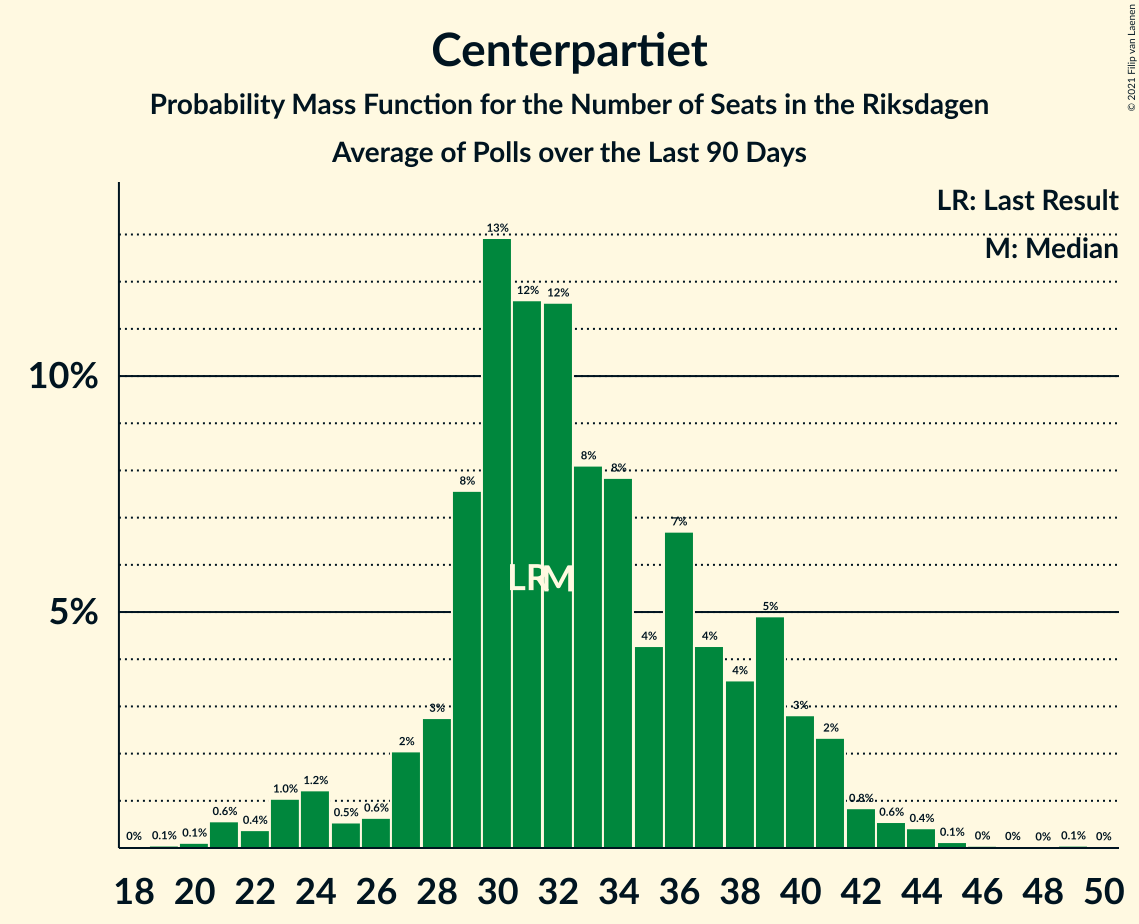 Centerpartiet
Probability Mass Function for the Number of Seats in the Riksdagen
Average of Polls over the Last 90 Days
© 2021 Filip van Laenen
LR: Last Result
M: Median
10%
5%
0% 0.1% 0.1% 0.6% 0.4% 1.0% 1.2% 0.5% 0.6% 2% 3% 8% 13% 12% 12% 8% 8% 4% 7% 4% 4% 5% 3% 2% 0.8% 0.6% 0.4% 0.1% 0% 0% 0% 0.1% 0%
LR M
18 20 22 24 26 28 30 32 34 36 38 40 42 44 46 48 50